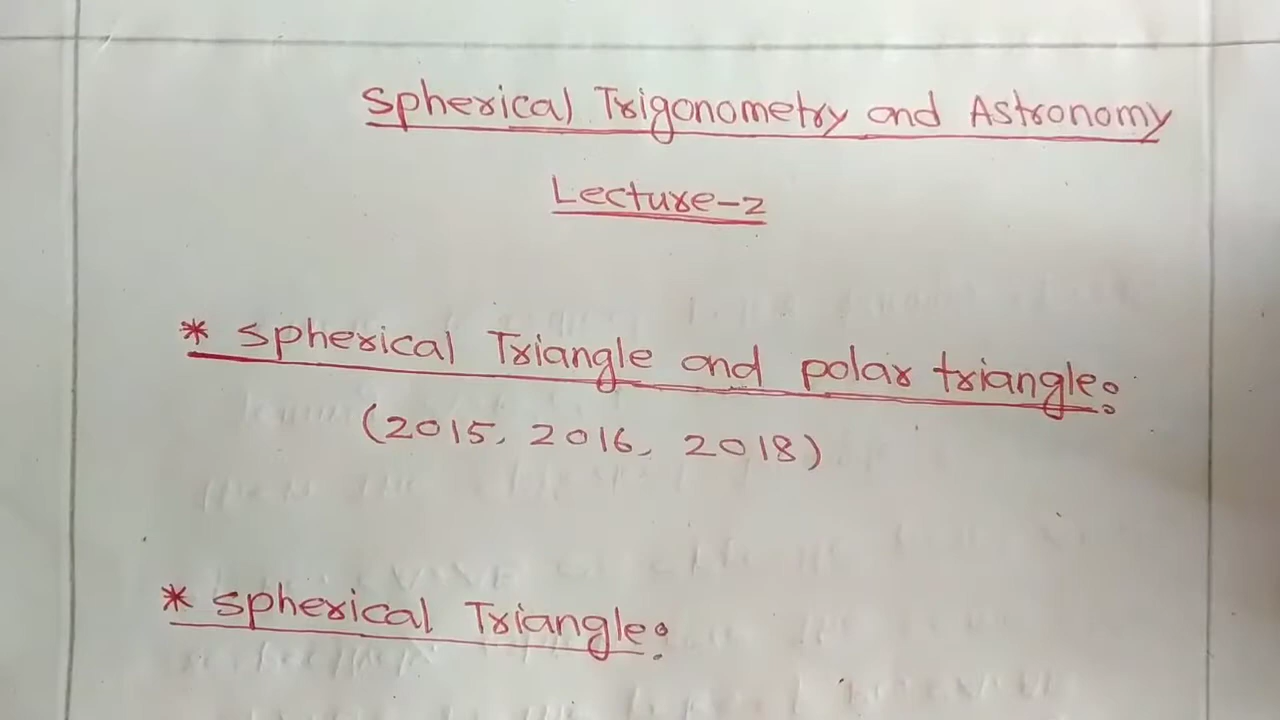 Spherical Trigonometry and Astronomy
Lecture-2
* Spherical Triangle and polar triangle:
(2015, 2016, 2018)
* Spherical Triangle: